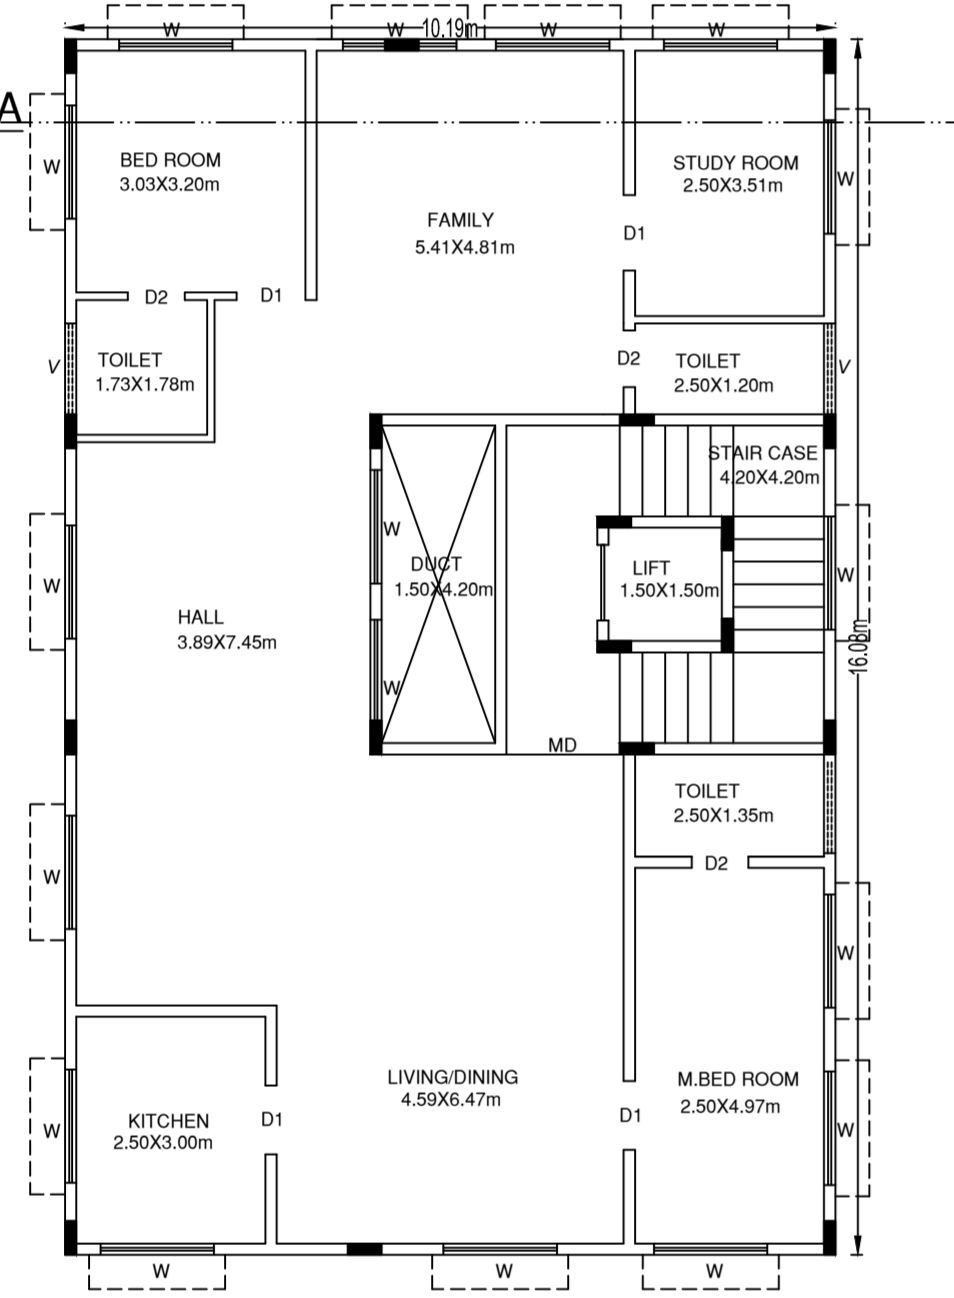 W
W
10.19m
W
W
A
W
BED ROOM
3.03X3.20m
STUDY ROOM
2.50X3.51m
W
FAMILY
5.41X4.81m
D1
D2
D1
V
TOILET
1.73X1.78m
D2
TOILET
2.50X1.20m
V
STAIR CASE
4.20X4.20m
W
W
DUCT
1.50X4.20m
LIFT
1.50X1.50m
W
HALL
3.89X7.45m
16.08m
W
MD
TOILET
2.50X1.35m
D2
W
W
LIVING/DINING
4.59X6.47m
M.BED ROOM
2.50X4.97m
KITCHEN
2.50X3.00m
D1
D1
W
W
W
W
W